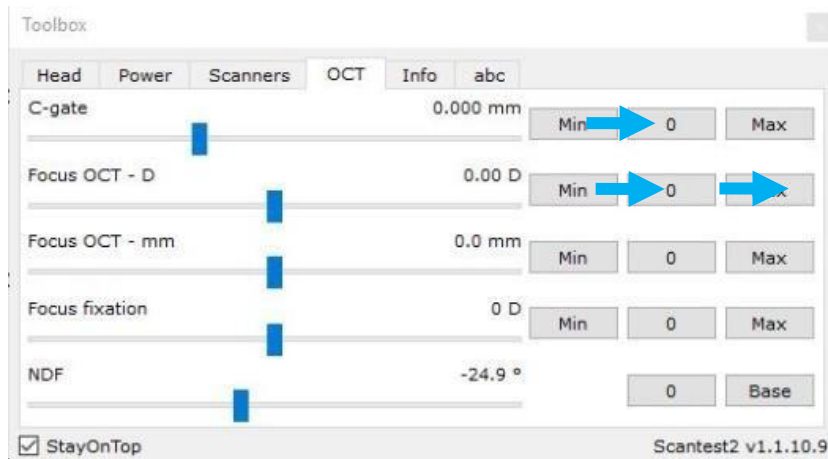 Toolbox
Head Power Scanners OCT Info abc
C-gate 0.000 mm
Min 0 Max
Focus OCT - D 0.00 D
Min 0
Focus OCT - mm 0.0 mm
Min 0 Max
Focus fixation 0 D
Min 0 Max
NDF -24.9 °
0 Base
StayOnTop Scantest2 v1.1.10.9